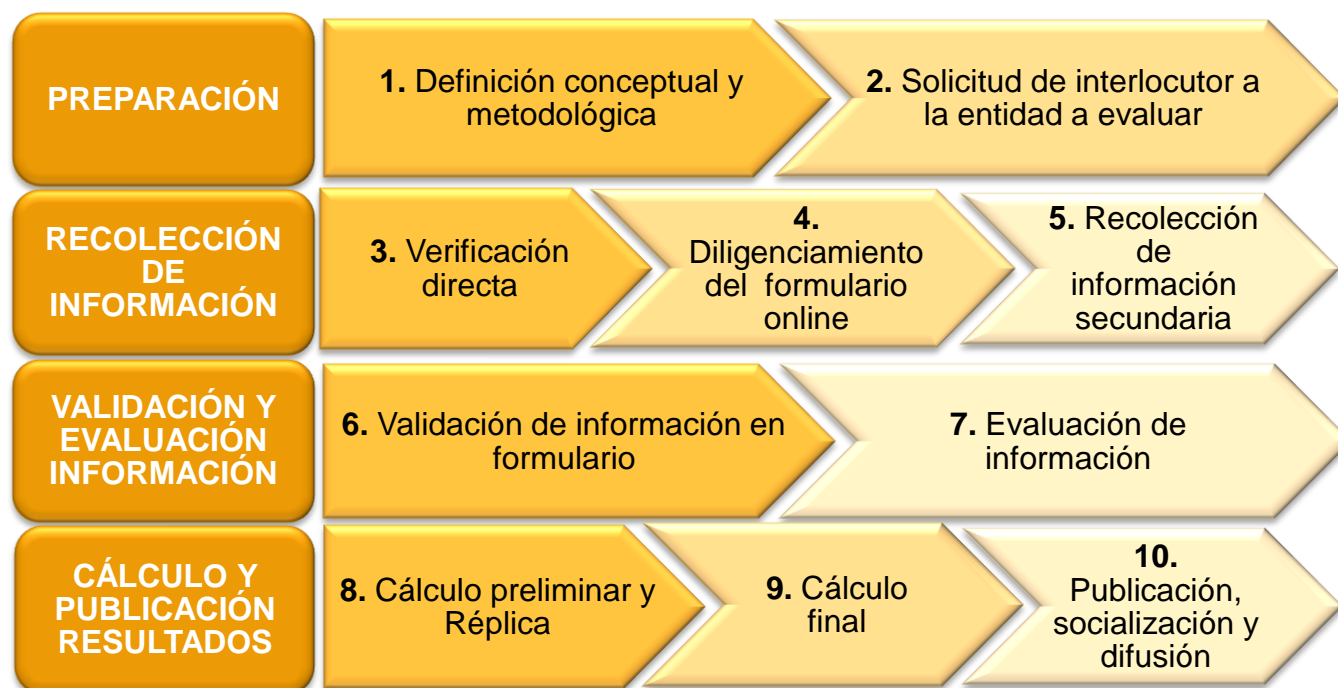 PREPARACIÓN
1. Definición conceptual y
metodológica
2. Solicitud de interlocutor a
la entidad a evaluar
RECOLECCIÓN
DE
INFORMACIÓN
3. Verificación
directa
4.
Diligenciamiento
del formulario
online
5. Recolección
de
información
secundaria
VALIDACIÓN Y
EVALUACIÓN
INFORMACIÓN
6. Validación de información en
formulario
7. Evaluación de
información
CÁLCULO Y
PUBLICACIÓN
RESULTADOS
8. Cálculo preliminar y
Réplica
9. Cálculo
final
10.
Publicación,
socialización y
difusión